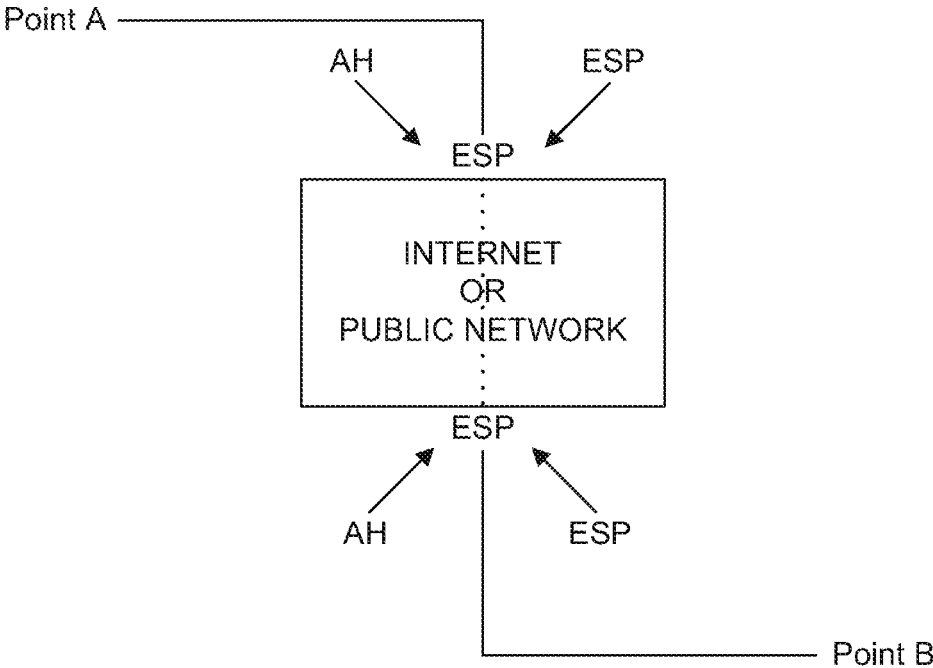 Point A
AH
ESP
ESP
INTERNET
OR
PUBLIC NETWORK
ESP
AH
ESP
Point B